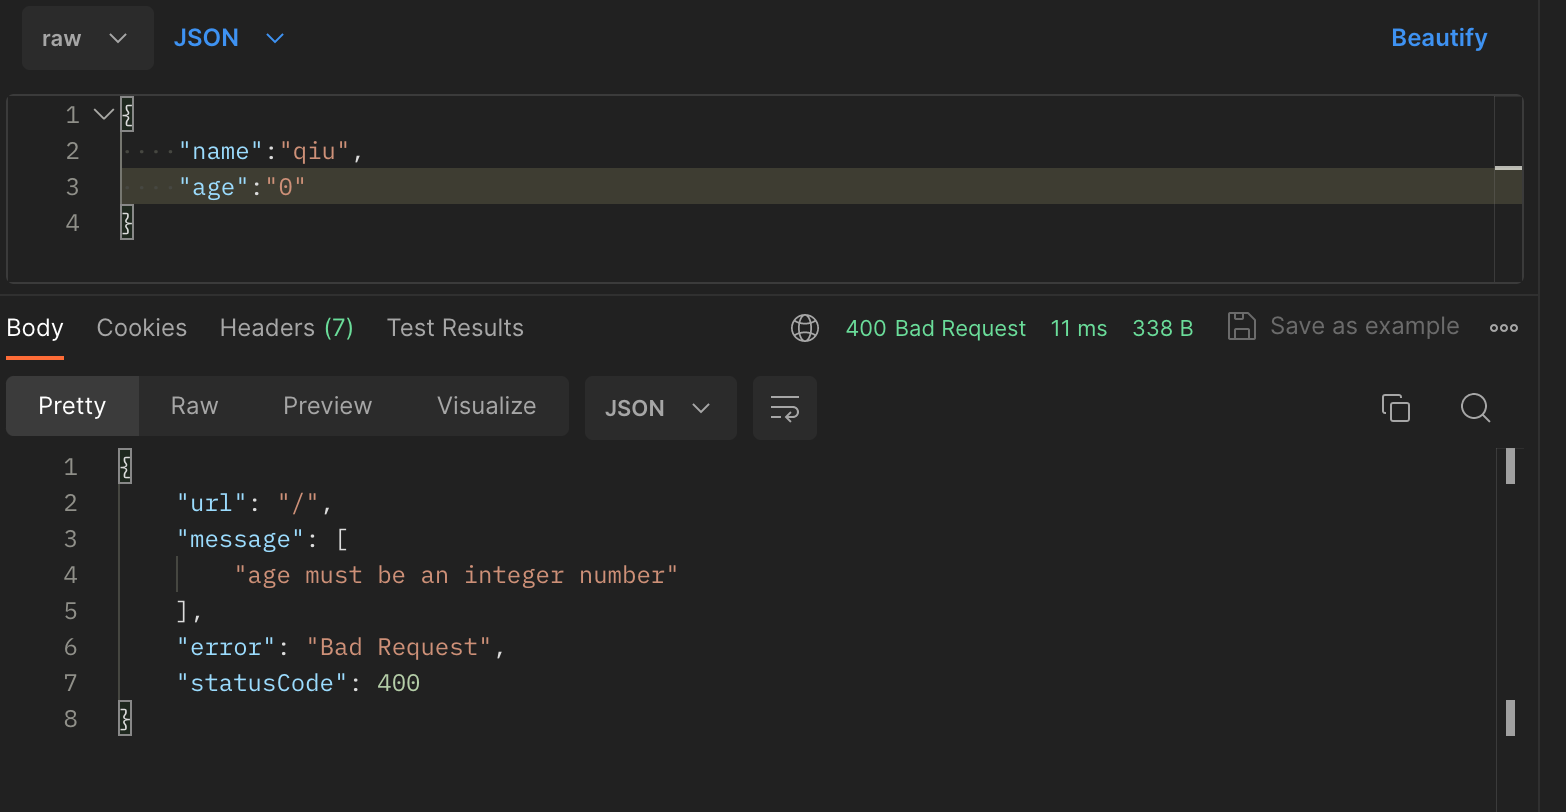 raw JSON Beautify
1 {
2 "name":"qiu",
3 "age":"0"
4 }
Body Cookies Headers (7) Test Results 400 Bad Request 11 ms 338 B Save as example
Pretty Raw Preview Visualize JSON
1 {
2 "url": "/",
3 "message": [
4 "age must be an integer number"
5 ],
6 "error": "Bad Request",
7 "statusCode": 400
8 }